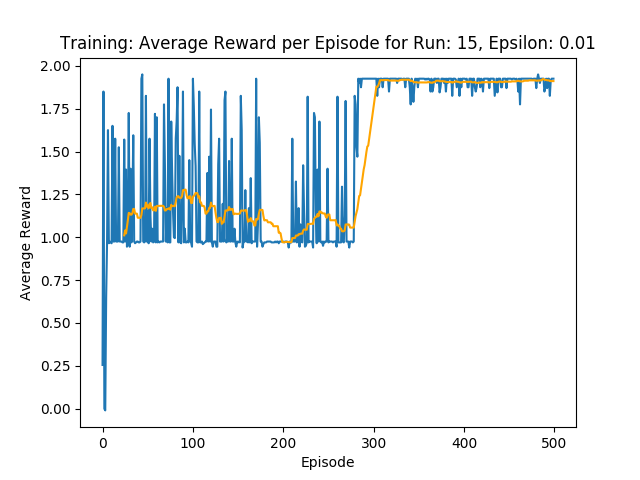 Training: Average Reward per Episode for Run: 15, Epsilon: 0.01
2.00
1.75
1.50
1.25
1.00
0.75
0.50
0.25
0.00
Average Reward
0 100 200 300 400 500
Episode